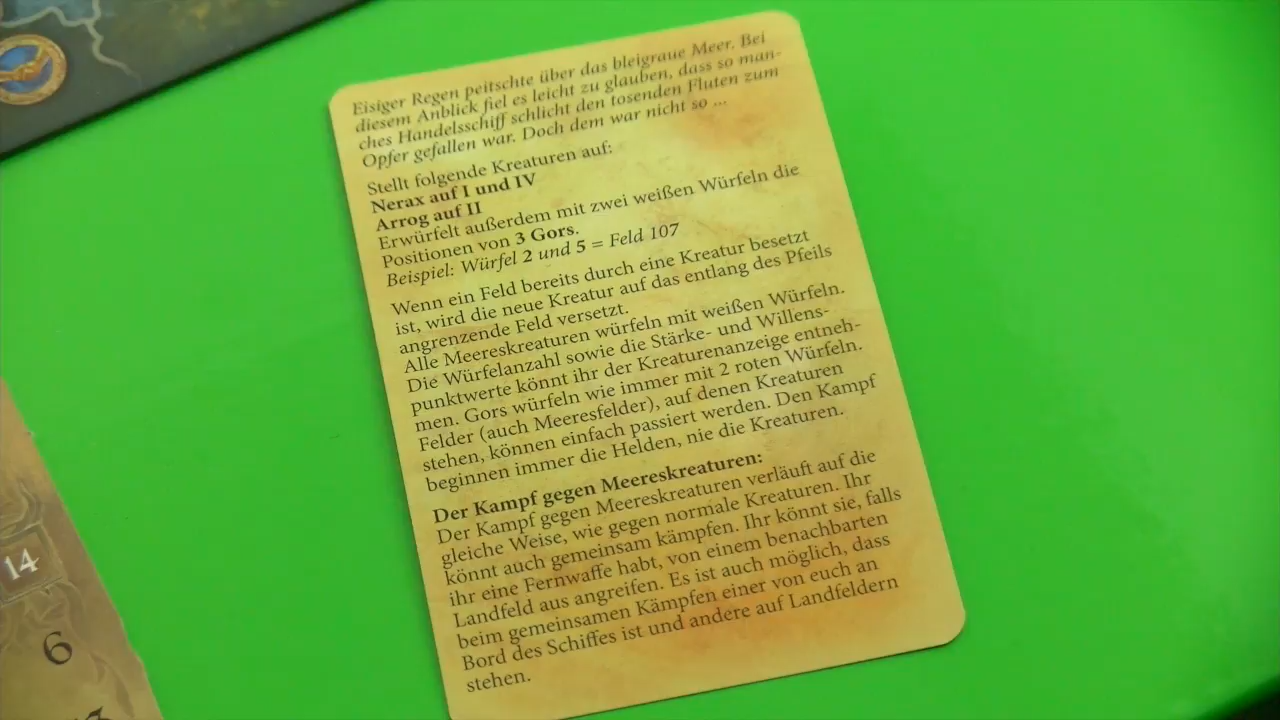 Eisiger Regen peitschte über das bleigraue Meer. Bei
diesem Anblick fiel es leicht zu glauben, dass so man-
ches Handelsschiff schlicht den tosenden Fluten zum
Opfer gefallen war. Doch dem war nicht so ...
Stellt folgende Kreaturen auf:
Nerax auf I und IV
Arrog auf II
Erwürfelt außerdem mit zwei weißen Würfeln die
Positionen von 3 Gors.
Beispiel: Würfel 2 und 5 = Feld 107
Wenn ein Feld bereits durch eine Kreatur besetzt
ist, wird die neue Kreatur auf das entlang des Pfeils
angrenzende Feld versetzt.
Alle Meereskreaturen würfeln mit weißen Würfeln.
Die Würfelanzahl sowie die Stärke- und Willens-
punktwerte könnt ihr der Kreaturenanzeige entneh-
men. Gors würfeln wie immer mit 2 roten Würfeln.
Felder (auch Meeresfelder), auf denen Kreaturen
stehen, können einfach passiert werden. Den Kampf
beginnen immer die Helden, nie die Kreaturen.
Der Kampf gegen Meereskreaturen:
Der Kampf gegen Meereskreaturen verläuft auf die
gleiche Weise, wie gegen normale Kreaturen. Ihr
könnt auch gemeinsam kämpfen. Ihr könnt sie, falls
ihr eine Fernwaffe habt, von einem benachbarten
Landfeld aus angreifen. Es ist auch möglich, dass
beim gemeinsamen Kämpfen einer von euch an
Bord des Schiffes ist und andere auf Landfeldern
stehen.
14
6